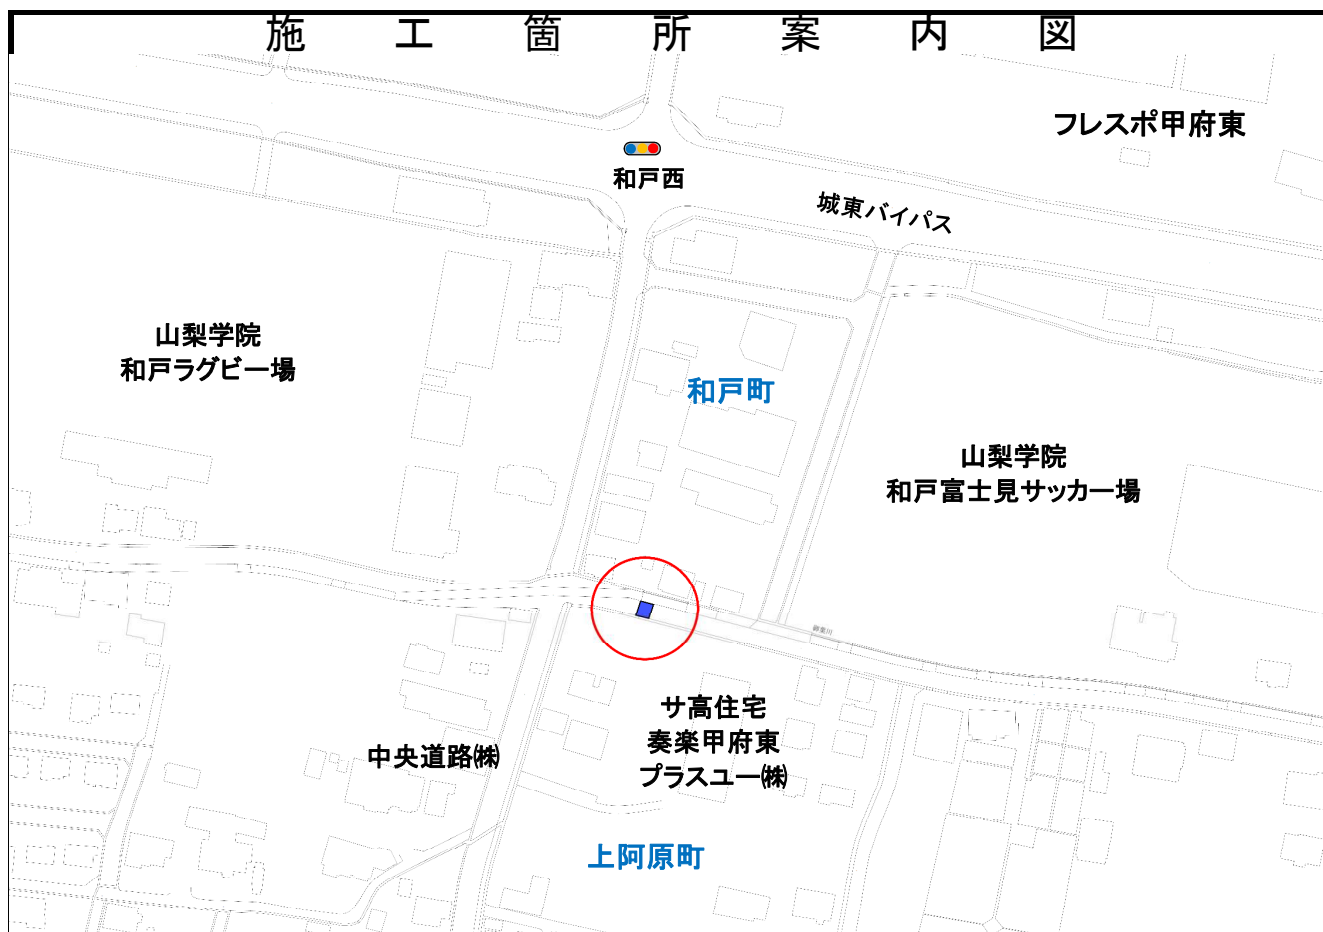 施工箇所案内図
フレスポ甲府東
和戸西
城東バイパス
山梨学院
和戸ラグビー場
和戸町
山梨学院
和戸富士見サッカー場
サ高住宅
奏楽甲府東
プラスユー㈱
中央道路㈱
上阿原町